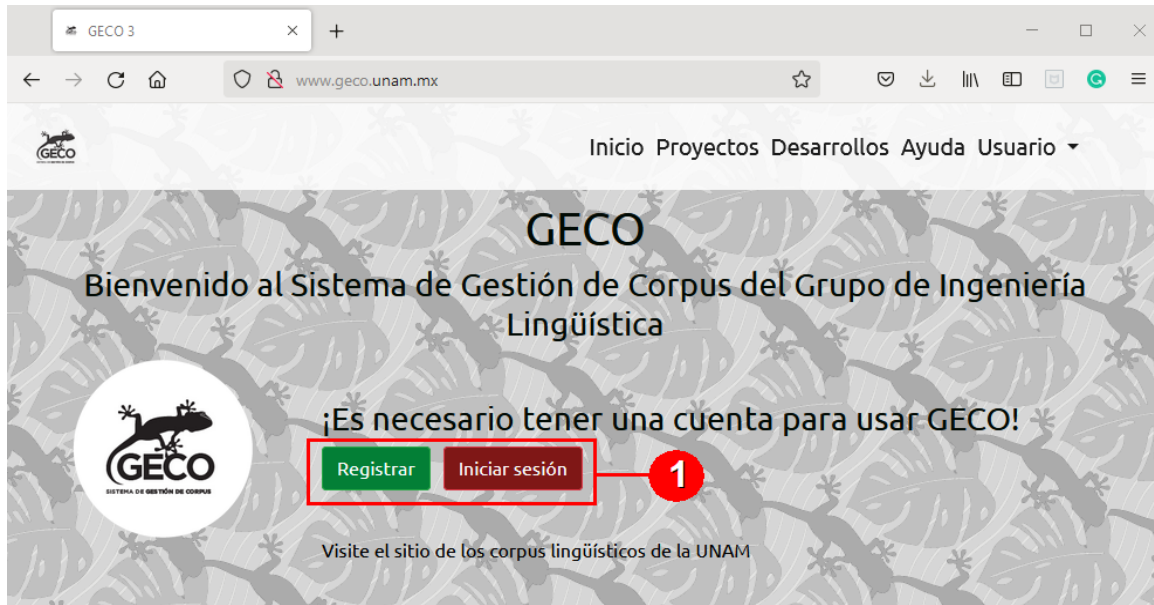 GECO 3
www.geco.unam.mx
GECO
Inicio Proyectos Desarrollos Ayuda Usuario
GECO
Bienvenido al Sistema de Gestión de Corpus del Grupo de Ingeniería
Lingüística
¡Es necesario tener una cuenta para usar GECO!
GECO
SISTEMA DE GESTIÓN DE CORPUS
Registrar Iniciar sesión 1
Visite el sitio de los corpus lingüísticos de la UNAM